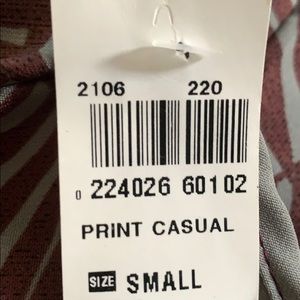 2106 220
0 224026 60102
PRINT CASUAL
SIZE SMALL